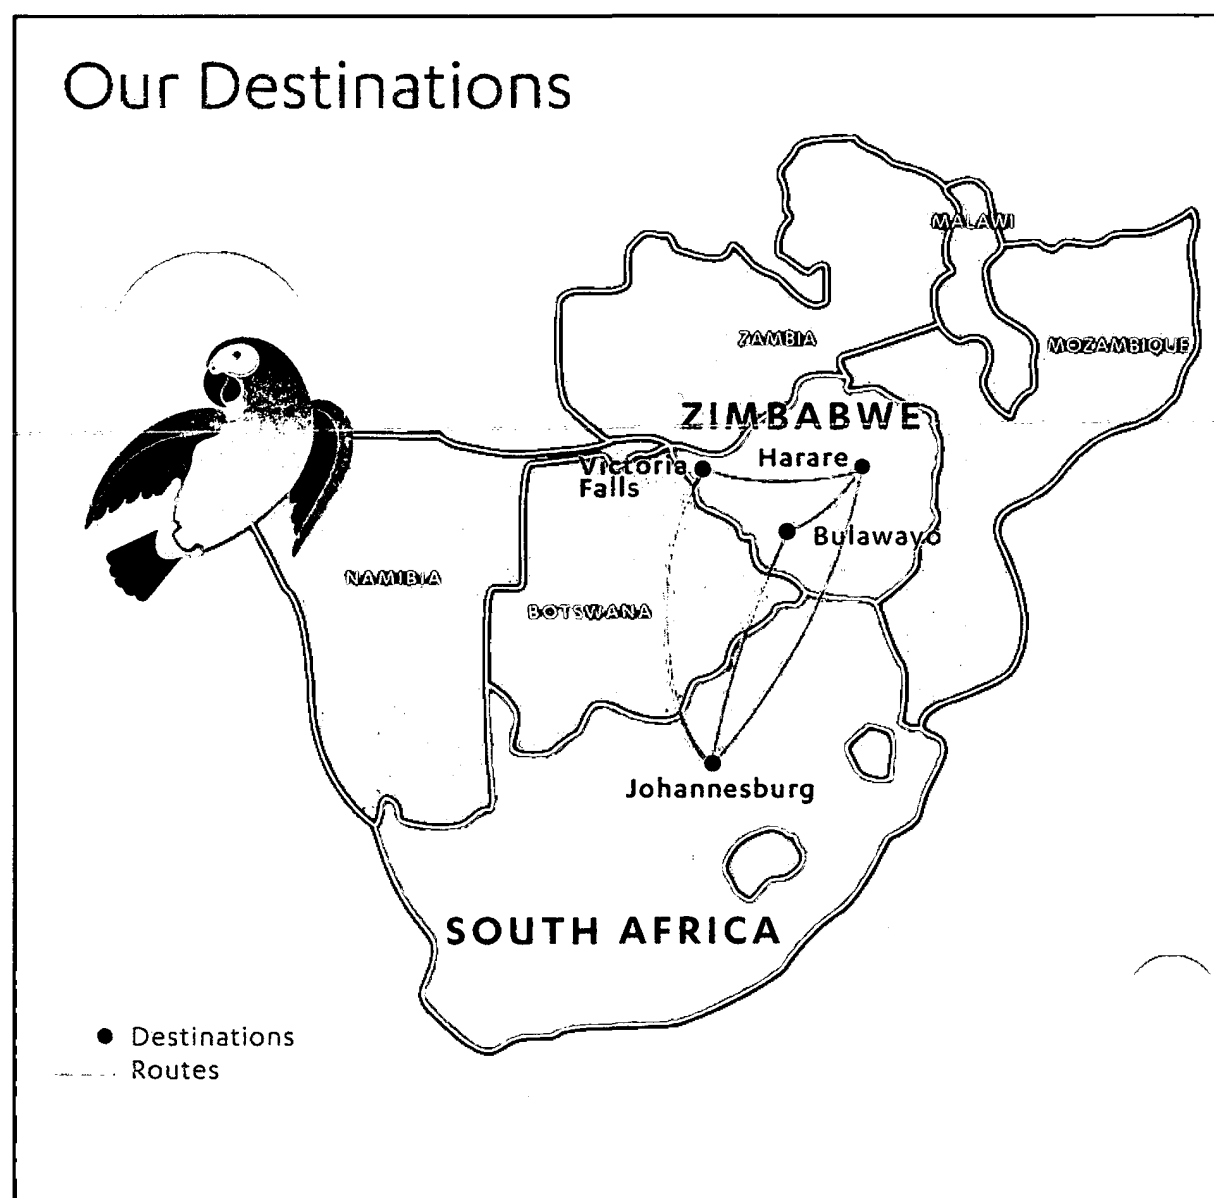 Our Destinations
MALAWI
ZAMBIA
MOZAMBIQUE
ZIMBABWE
Harare
Victoria
Falls
Bulawayo
NAMIBIA
BOTSWANA
Johannesburg
SOUTH AFRICA
Destinations
Routes